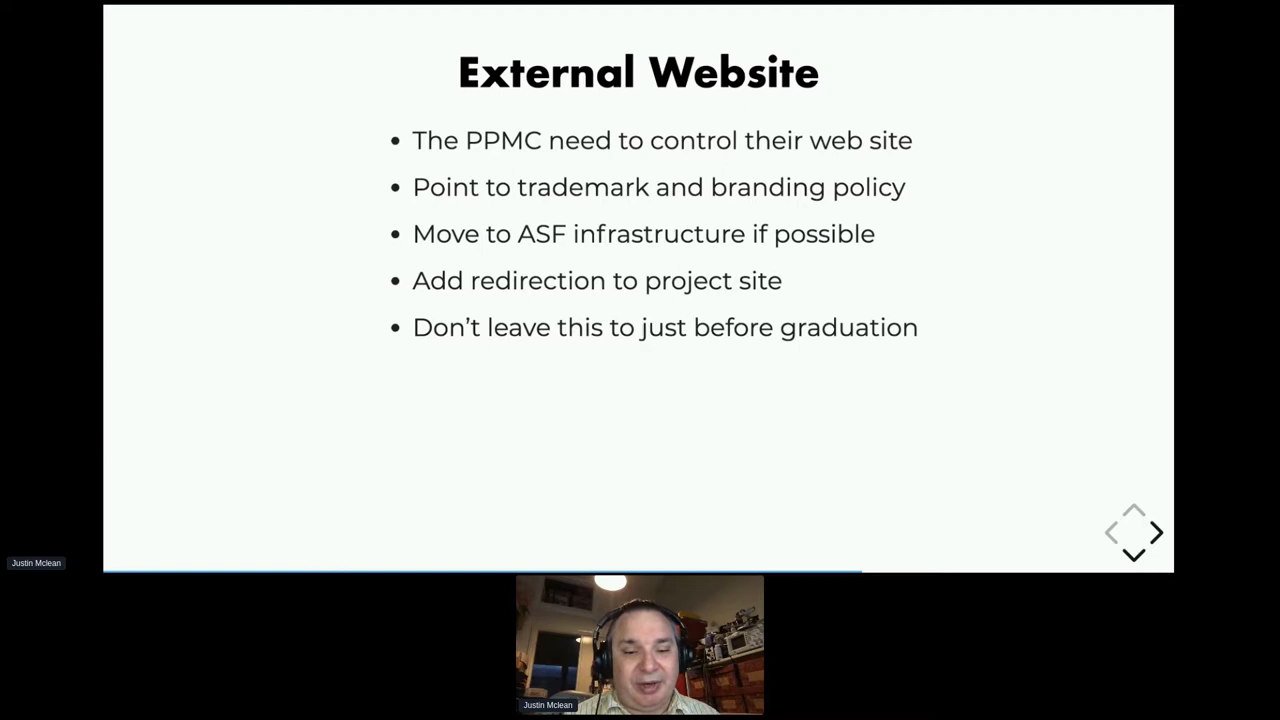 External Website
• The PPMC need to control their web site
• Point to trademark and branding policy
• Move to ASF infrastructure if possible
• Add redirection to project site
• Don’t leave this to just before graduation
Justin Mclean
Justin Mclean